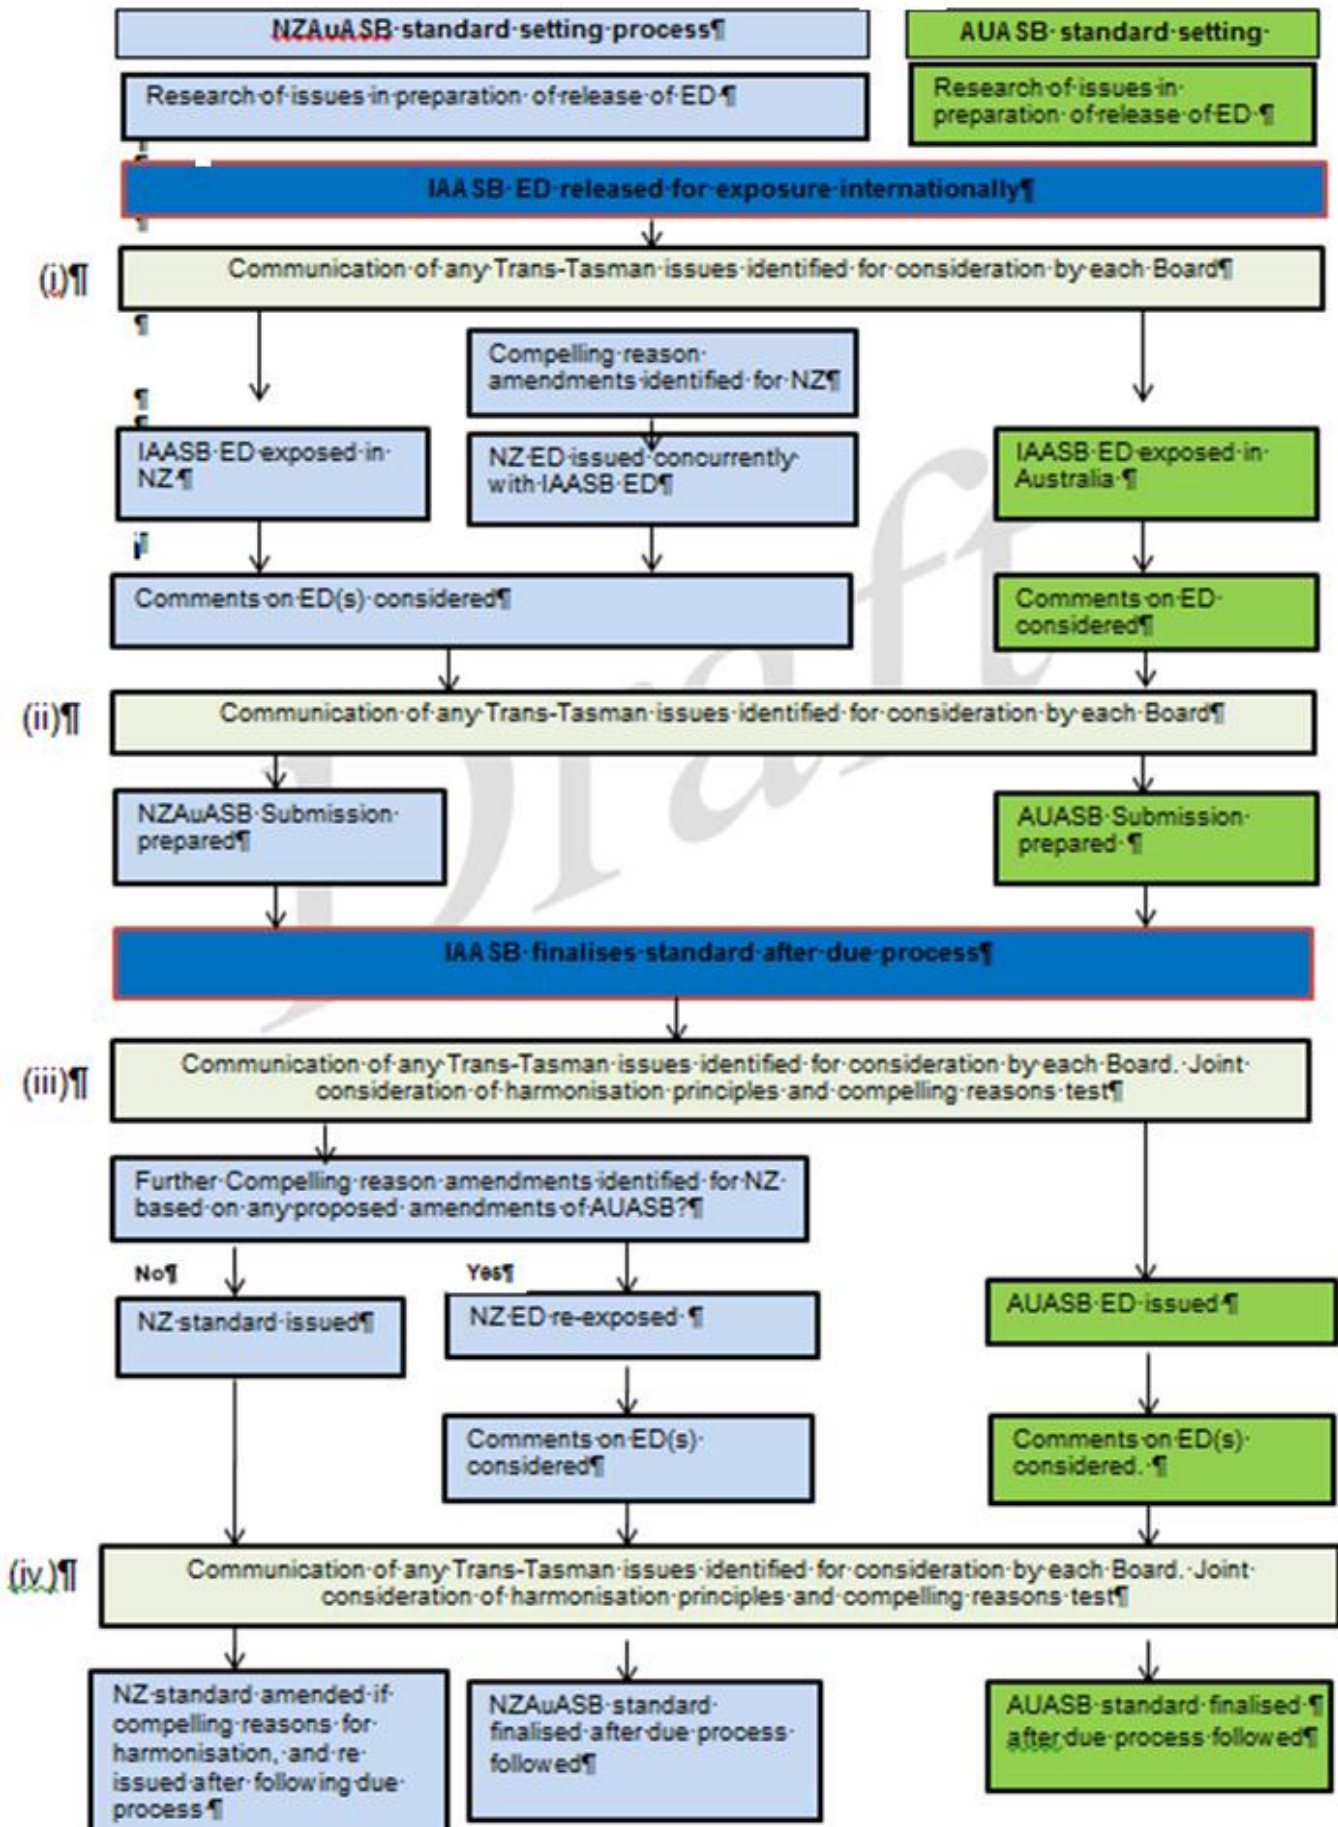 NZAuASB standard setting process¶
AUASB standard setting
Research of issues in preparation of release of ED ¶
Research of issues in
preparation of release of ED ¶
¶
¶
IAASB ED released for exposure internationally¶
¶
(i)¶
Communication of any Trans-Tasman issues identified for consideration by each Board¶
¶
Compelling reason
amendments identified for NZ¶
¶
¶
IAASB ED exposed in
NZ ¶
NZ ED issued concurrently
with IAASB ED¶
IAASB ED exposed in
Australia ¶
Comments on ED(s) considered¶
Comments on ED
considered¶
Draft
(ii)¶
Communication of any Trans-Tasman issues identified for consideration by each Board¶
NZAuASB Submission
prepared¶
AUASB Submission
prepared ¶
IAASB finalises standard after due process¶
(iii)¶
Communication of any Trans-Tasman issues identified for consideration by each Board. Joint
consideration of harmonisation principles and compelling reasons test¶
Further Compelling reason amendments identified for NZ
based on any proposed amendments of AUASB?¶
No¶
Yes¶
NZ standard issued¶
NZ ED re-exposed ¶
AUASB ED issued ¶
Comments on ED(s)
considered¶
Comments on ED(s)
considered. ¶
(iv)¶
Communication of any Trans-Tasman issues identified for consideration by each Board. Joint
consideration of harmonisation principles and compelling reasons test¶
NZ standard amended if
compelling reasons for
harmonisation, and re-
issued after following due
process ¶
NZAuASB standard
finalised after due process
followed¶
AUASB standard finalised ¶
after due process followed¶